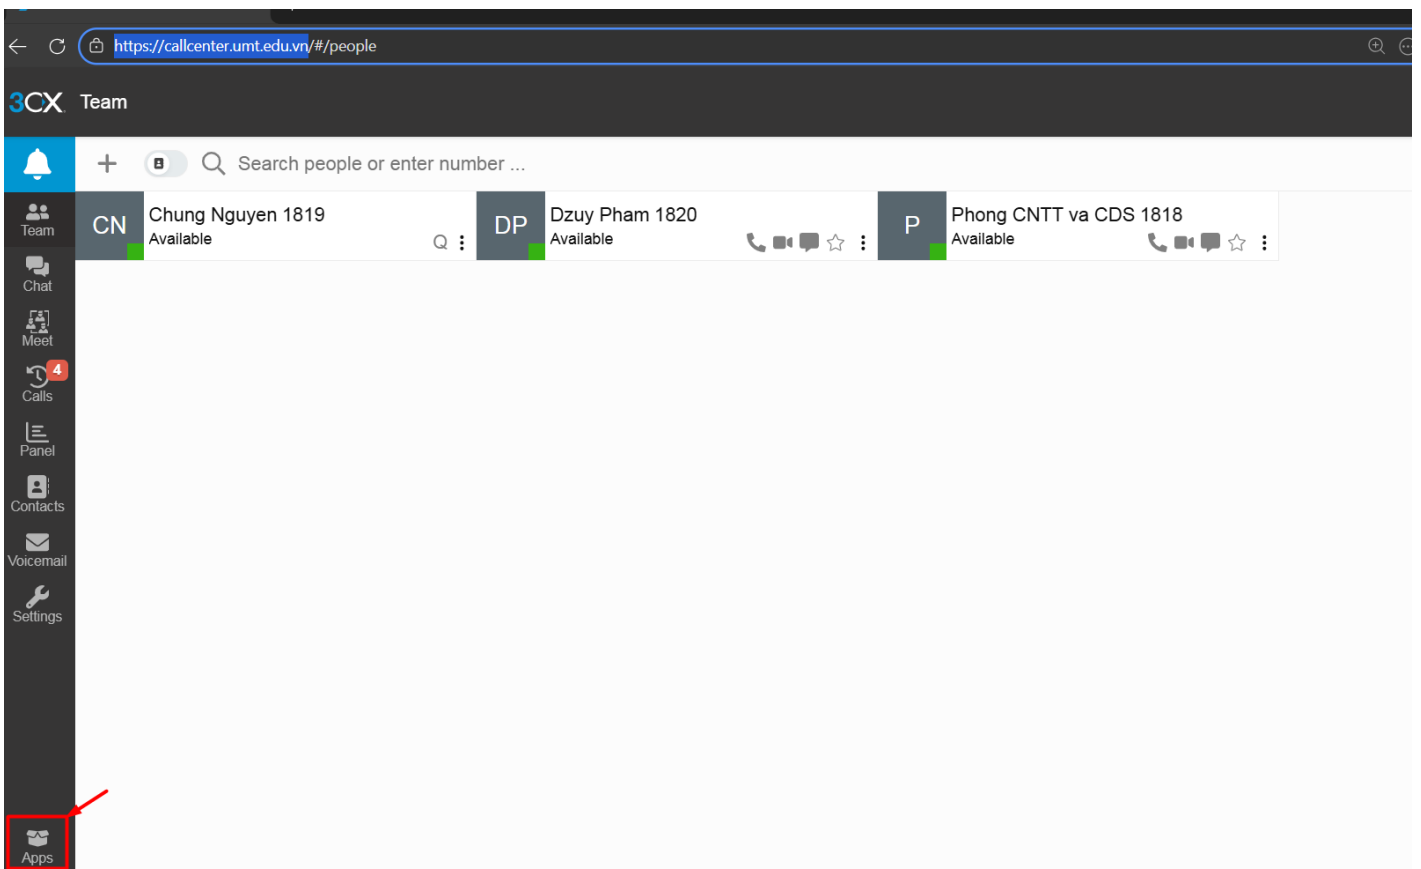 https://callcenter.umt.edu.vn/#/people
3CX Team
Search people or enter number ...
CN Chung Nguyen 1819
Available
Q
DP Dzuy Pham 1820
Available
P Phong CNTT va CDS 1818
Available
Team
Chat
Meet
4
Calls
Panel
Contacts
Voicemail
Settings
Apps